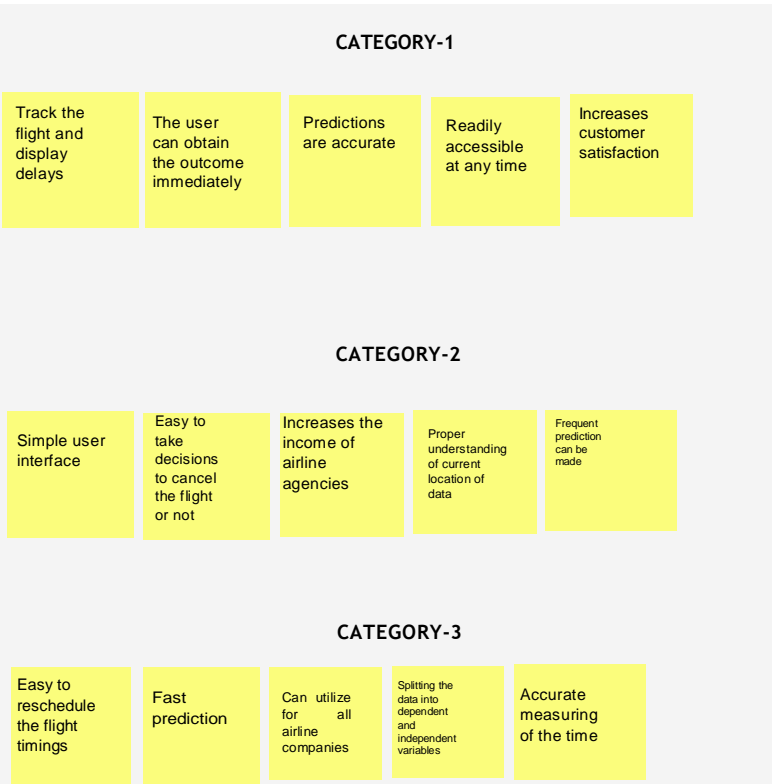 CATEGORY-1
Track the
flight and
display
delays
The user
can obtain
the outcome
immediately
Predictions
are accurate
Readily
accessible
at any time
Increases
customer
satisfaction
CATEGORY-2
Simple user
interface
Easy to
take
decisions
to cancel
the flight
or not
Increases the
income of
airline
agencies
Proper
understanding
of current
location of
data
Frequent
prediction
can be
made
CATEGORY-3
Easy to
reschedule
the flight
timings
Fast
prediction
Can utilize
for all
airline
companies
Splitting the
data into
dependent
and
independent
variables
Accurate
measuring
of the time